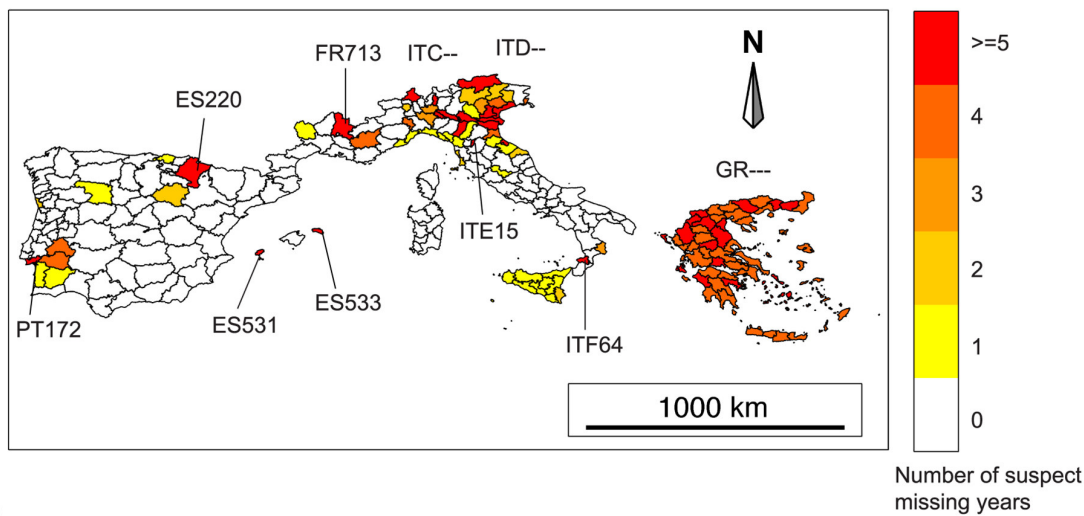 FR713
ITC--
ITD--
N
ES220
GR---
ITE15
ES533
ES531
PT172
ITF64
1000 km
>=5
4
3
2
1
0
Number of suspect
missing years